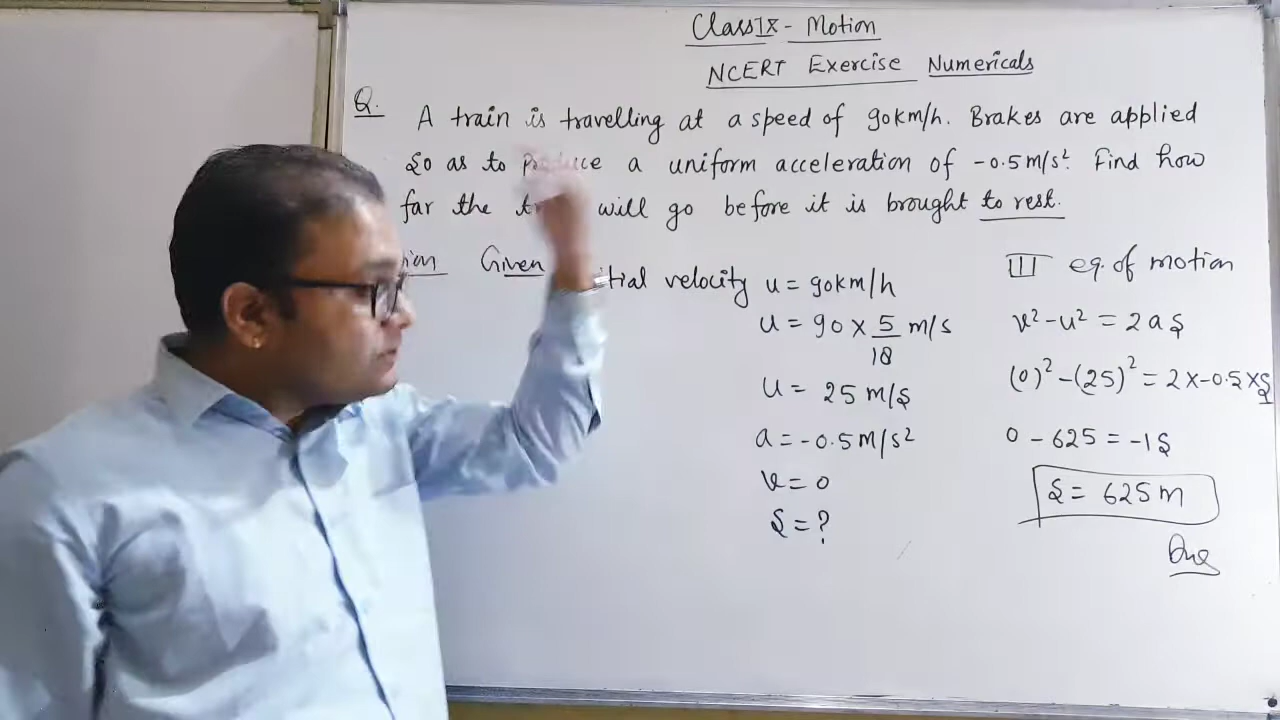 Class IX - Motion
NCERT Exercise Numericals
Q. A train is travelling at a speed of 90km/h. Brakes are applied
so as to produce a uniform acceleration of -0.5m/s². Find how
far the will go before it is brought to rest.
Given velocity u = 90km/h
u = 90 × 5/18 m/s
u = 25 m/s
a = -0.5m/s²
v = 0
S = ?
III eq. of motion
v² - u² = 2as
(0)² - (25)² = 2 × -0.5 × S
0 - 625 = -1S
S = 625m
Ans